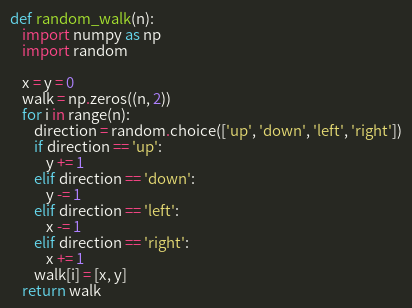 def random_walk(n):
    import numpy as np
    import random

    x = y = 0
    walk = np.zeros((n, 2))
    for i in range(n):
        direction = random.choice(['up', 'down', 'left', 'right'])
        if direction == 'up':
            y += 1
        elif direction == 'down':
            y -= 1
        elif direction == 'left':
            x -= 1
        elif direction == 'right':
            x += 1
        walk[i] = [x, y]
    return walk